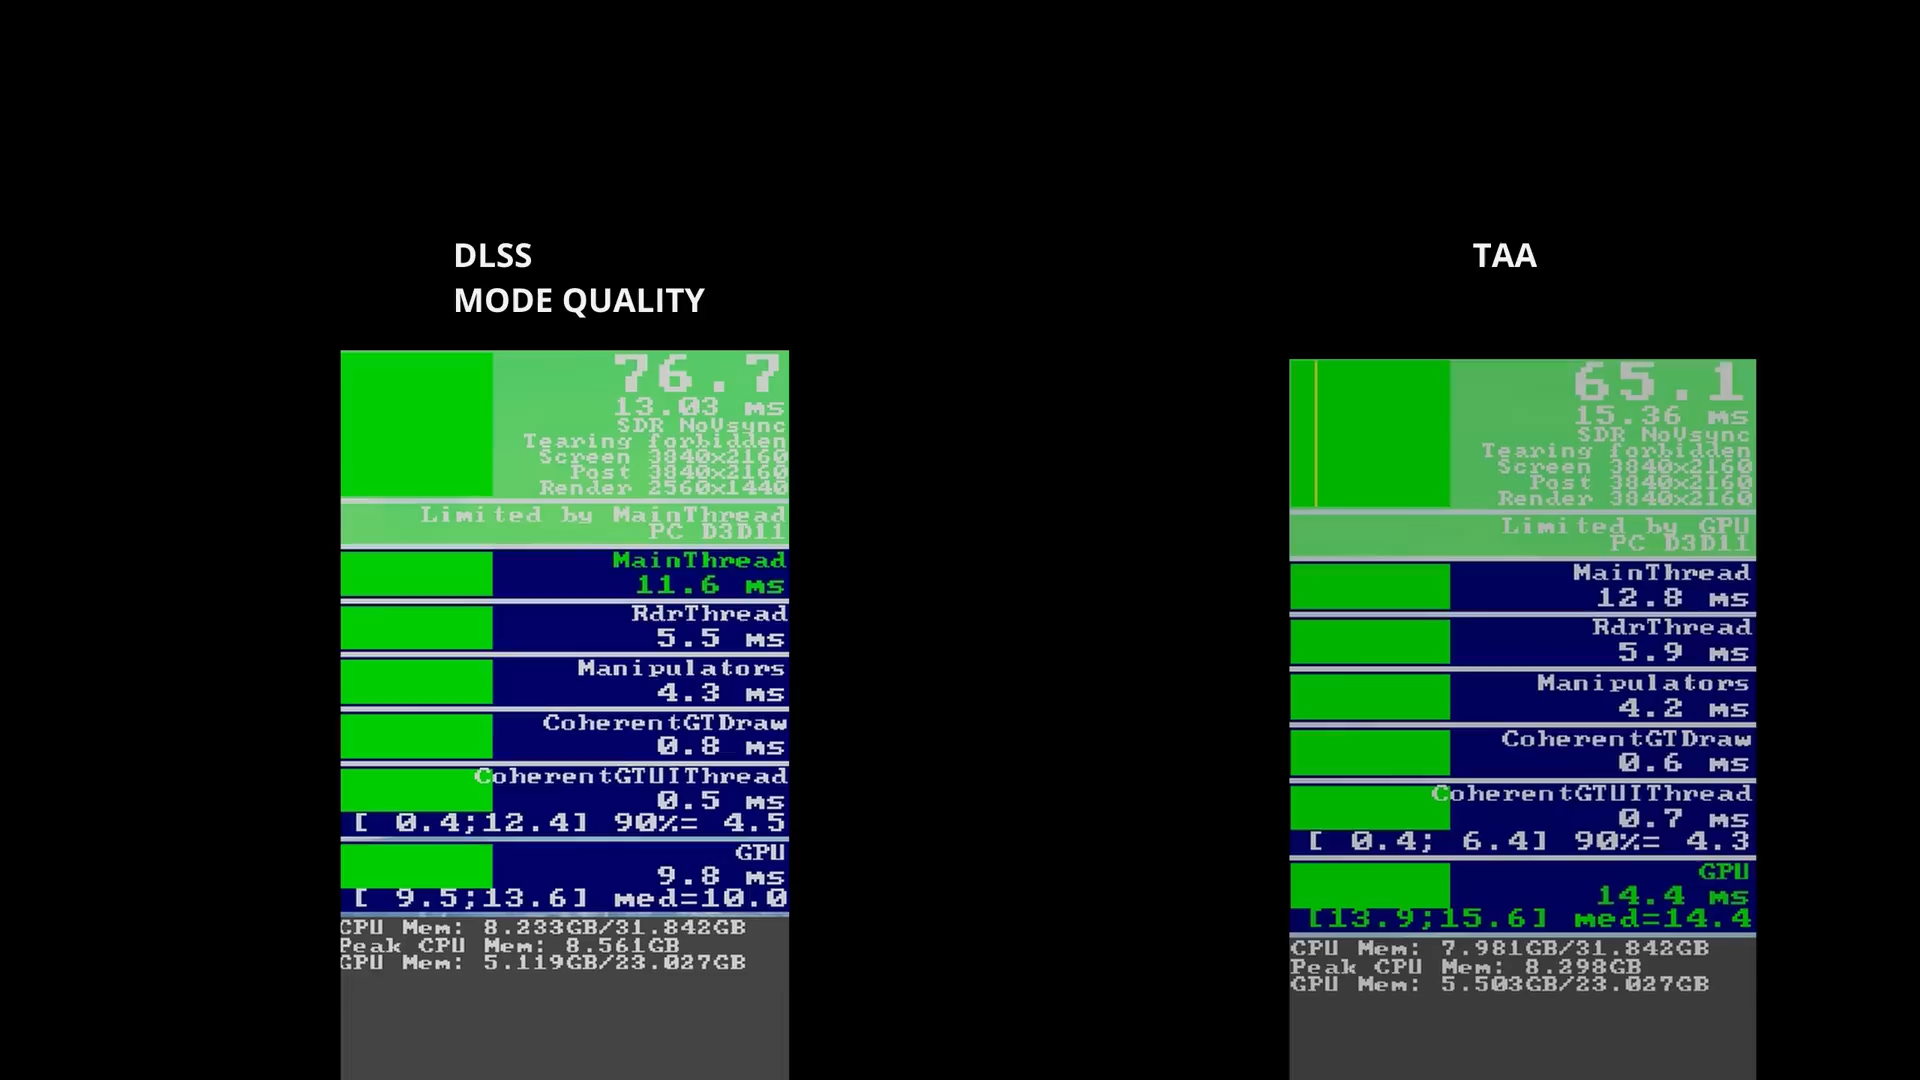 DLSS
MODE QUALITY
76.7
13.03 ms
SDR NoVsync
Tearing forbidden
Screen 3840x2160
Post 3840x2160
Render 2560x1440
Limited by MainThread
PC D3D11
MainThread
11.6 ms
RdrThread
5.5 ms
Manipulators
4.3 ms
CoherentGTDraw
0.8 ms
CoherentGTUIThread
0.5 ms
[ 0.4;12.4] 90%= 4.5
GPU
9.8 ms
[ 9.5;13.6] med=10.0
CPU Mem: 8.233GB/31.842GB
Peak CPU Mem: 8.561GB
GPU Mem: 5.119GB/23.027GB
TAA
65.1
15.36 ms
SDR NoVsync
Tearing forbidden
Screen 3840x2160
Post 3840x2160
Render 3840x2160
Limited by GPU
PC D3D11
MainThread
12.8 ms
RdrThread
5.9 ms
Manipulators
4.2 ms
CoherentGTDraw
0.6 ms
CoherentGTUIThread
0.7 ms
[ 0.4; 6.4] 90%= 4.3
GPU
14.4 ms
[13.9;15.6] med=14.4
CPU Mem: 7.981GB/31.842GB
Peak CPU Mem: 8.298GB
GPU Mem: 5.503GB/23.027GB